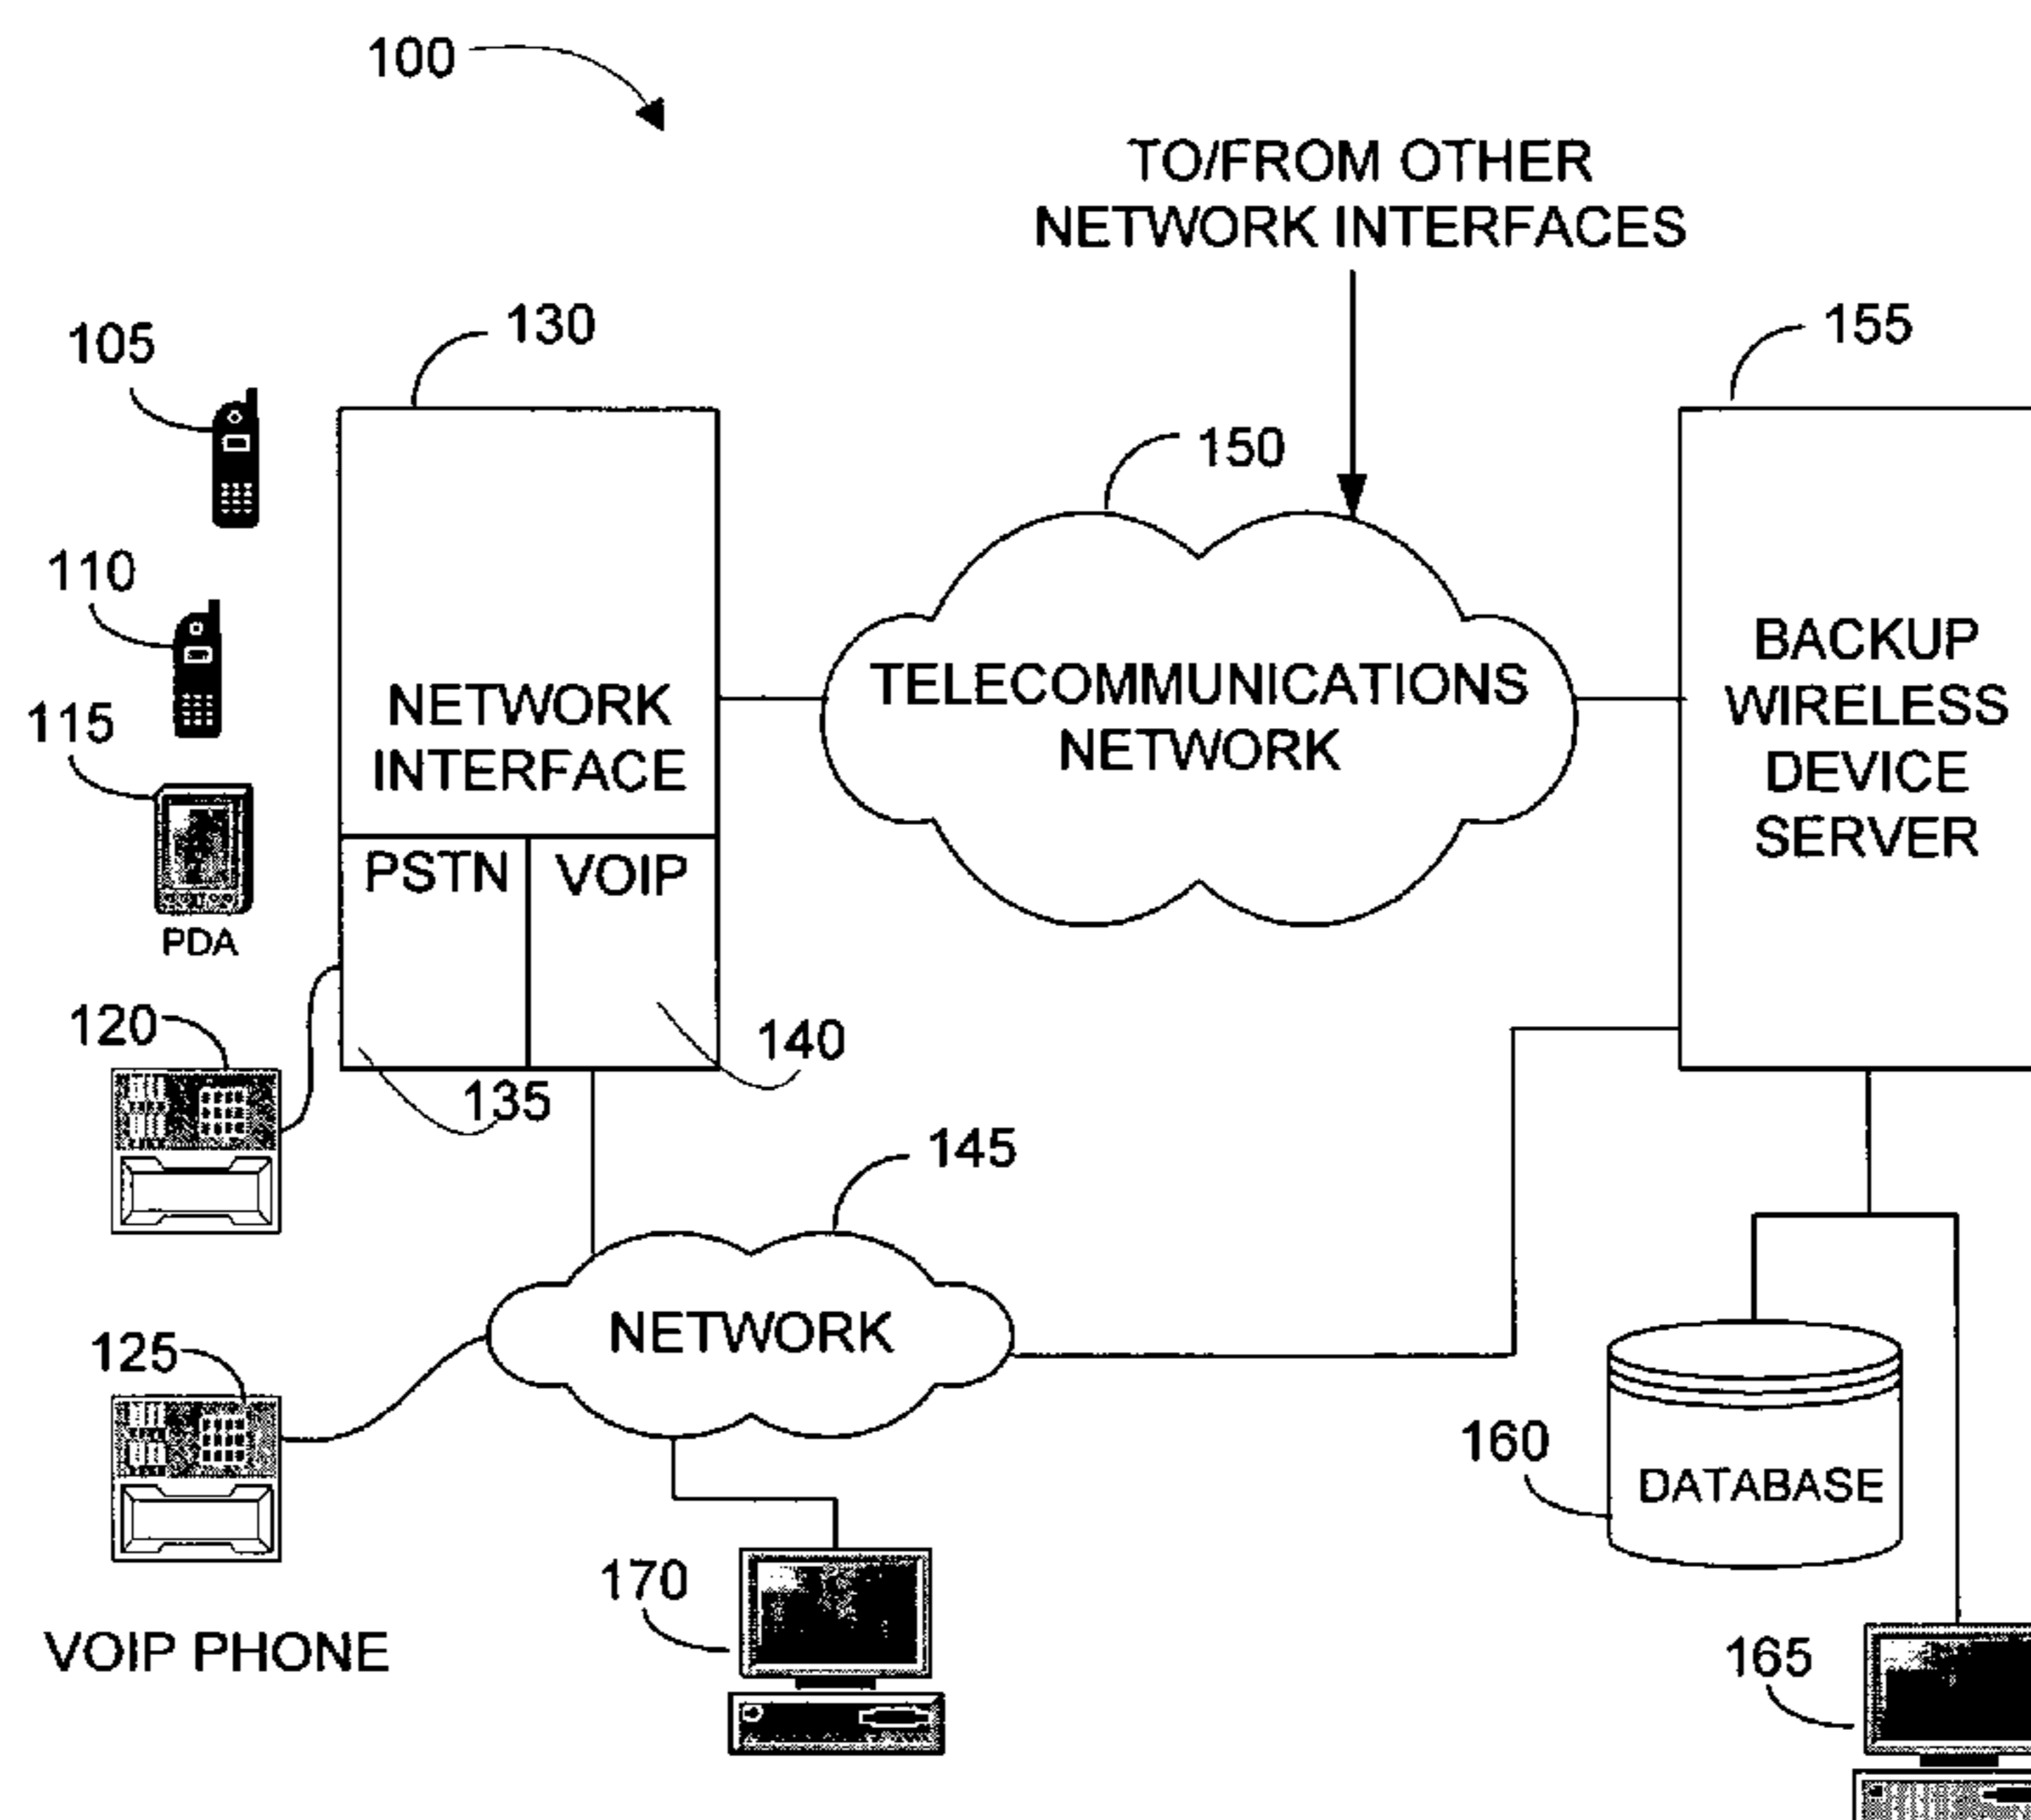 100
TO/FROM OTHER
NETWORK INTERFACES
105
130
155
150
110
115
NETWORK
INTERFACE
TELECOMMUNICATIONS
NETWORK
BACKUP
WIRELESS
DEVICE
SERVER
PSTN
VOIP
PDA
120
140
135
145
125
NETWORK
160
DATABASE
170
VOIP PHONE
165